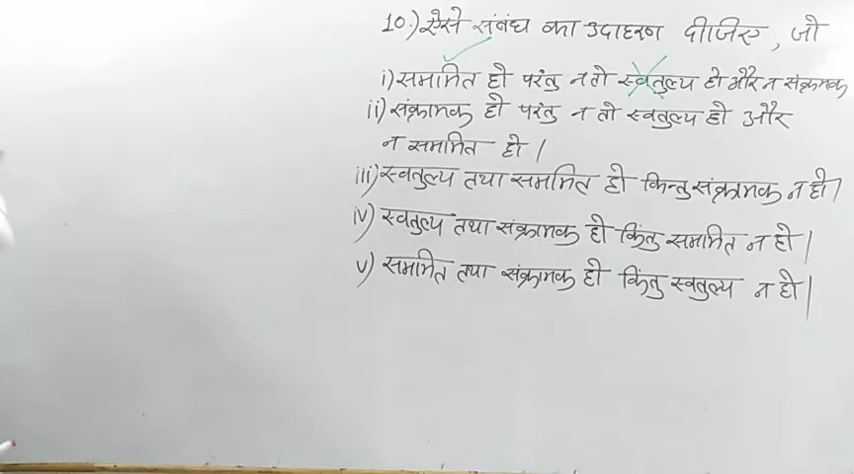 10.) ऐसे संबंध का उदाहरण दीजिए, जो
i) सममित हो परंतु न तो स्वतुल्य हो और न संक्रामक
ii) संक्रामक हो परंतु न तो स्वतुल्य हो और
न सममित हो।
iii) स्वतुल्य तथा सममित हो किन्तु संक्रामक न हो।
iv) स्वतुल्य तथा संक्रामक हो किंतु सममित न हो।
v) सममित तथा संक्रामक हो किंतु स्वतुल्य न हो।